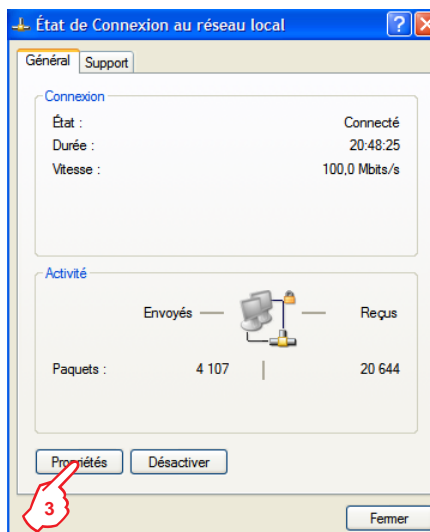 État de Connexion au réseau local
Général Support
Connexion
État : Connecté
Durée : 20:48:25
Vitesse : 100,0 Mbits/s
Activité
Envoyés Reçus
Paquets : 4 107 20 644
Propriétés Désactiver
3
Fermer